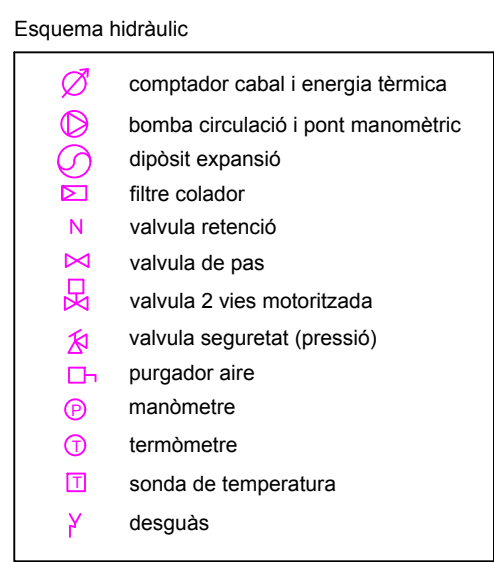 Esquema hidràulic
comptador cabal i energia tèrmica
bomba circulació i pont manomètric
dipòsit expansió
filtre colador
N valvula retenció
valvula de pas
valvula 2 vies motoritzada
valvula seguretat (pressió)
purgador aire
P manòmetre
T termòmetre
T sonda de temperatura
desguàs